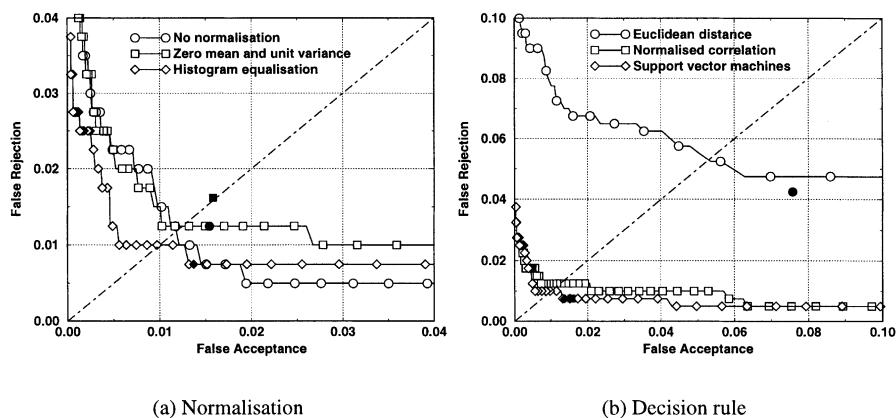 0.04
0.03
0.02
0.01
0.00
False Rejection
No normalisation
Zero mean and unit variance
Histogram equalisation
0.00 0.01 0.02 0.03 0.04
False Acceptance
(a) Normalisation
0.10
0.08
0.06
0.04
0.02
0.00
False Rejection
Euclidean distance
Normalised correlation
Support vector machines
0.00 0.02 0.04 0.06 0.08 0.10
False Acceptance
(b) Decision rule